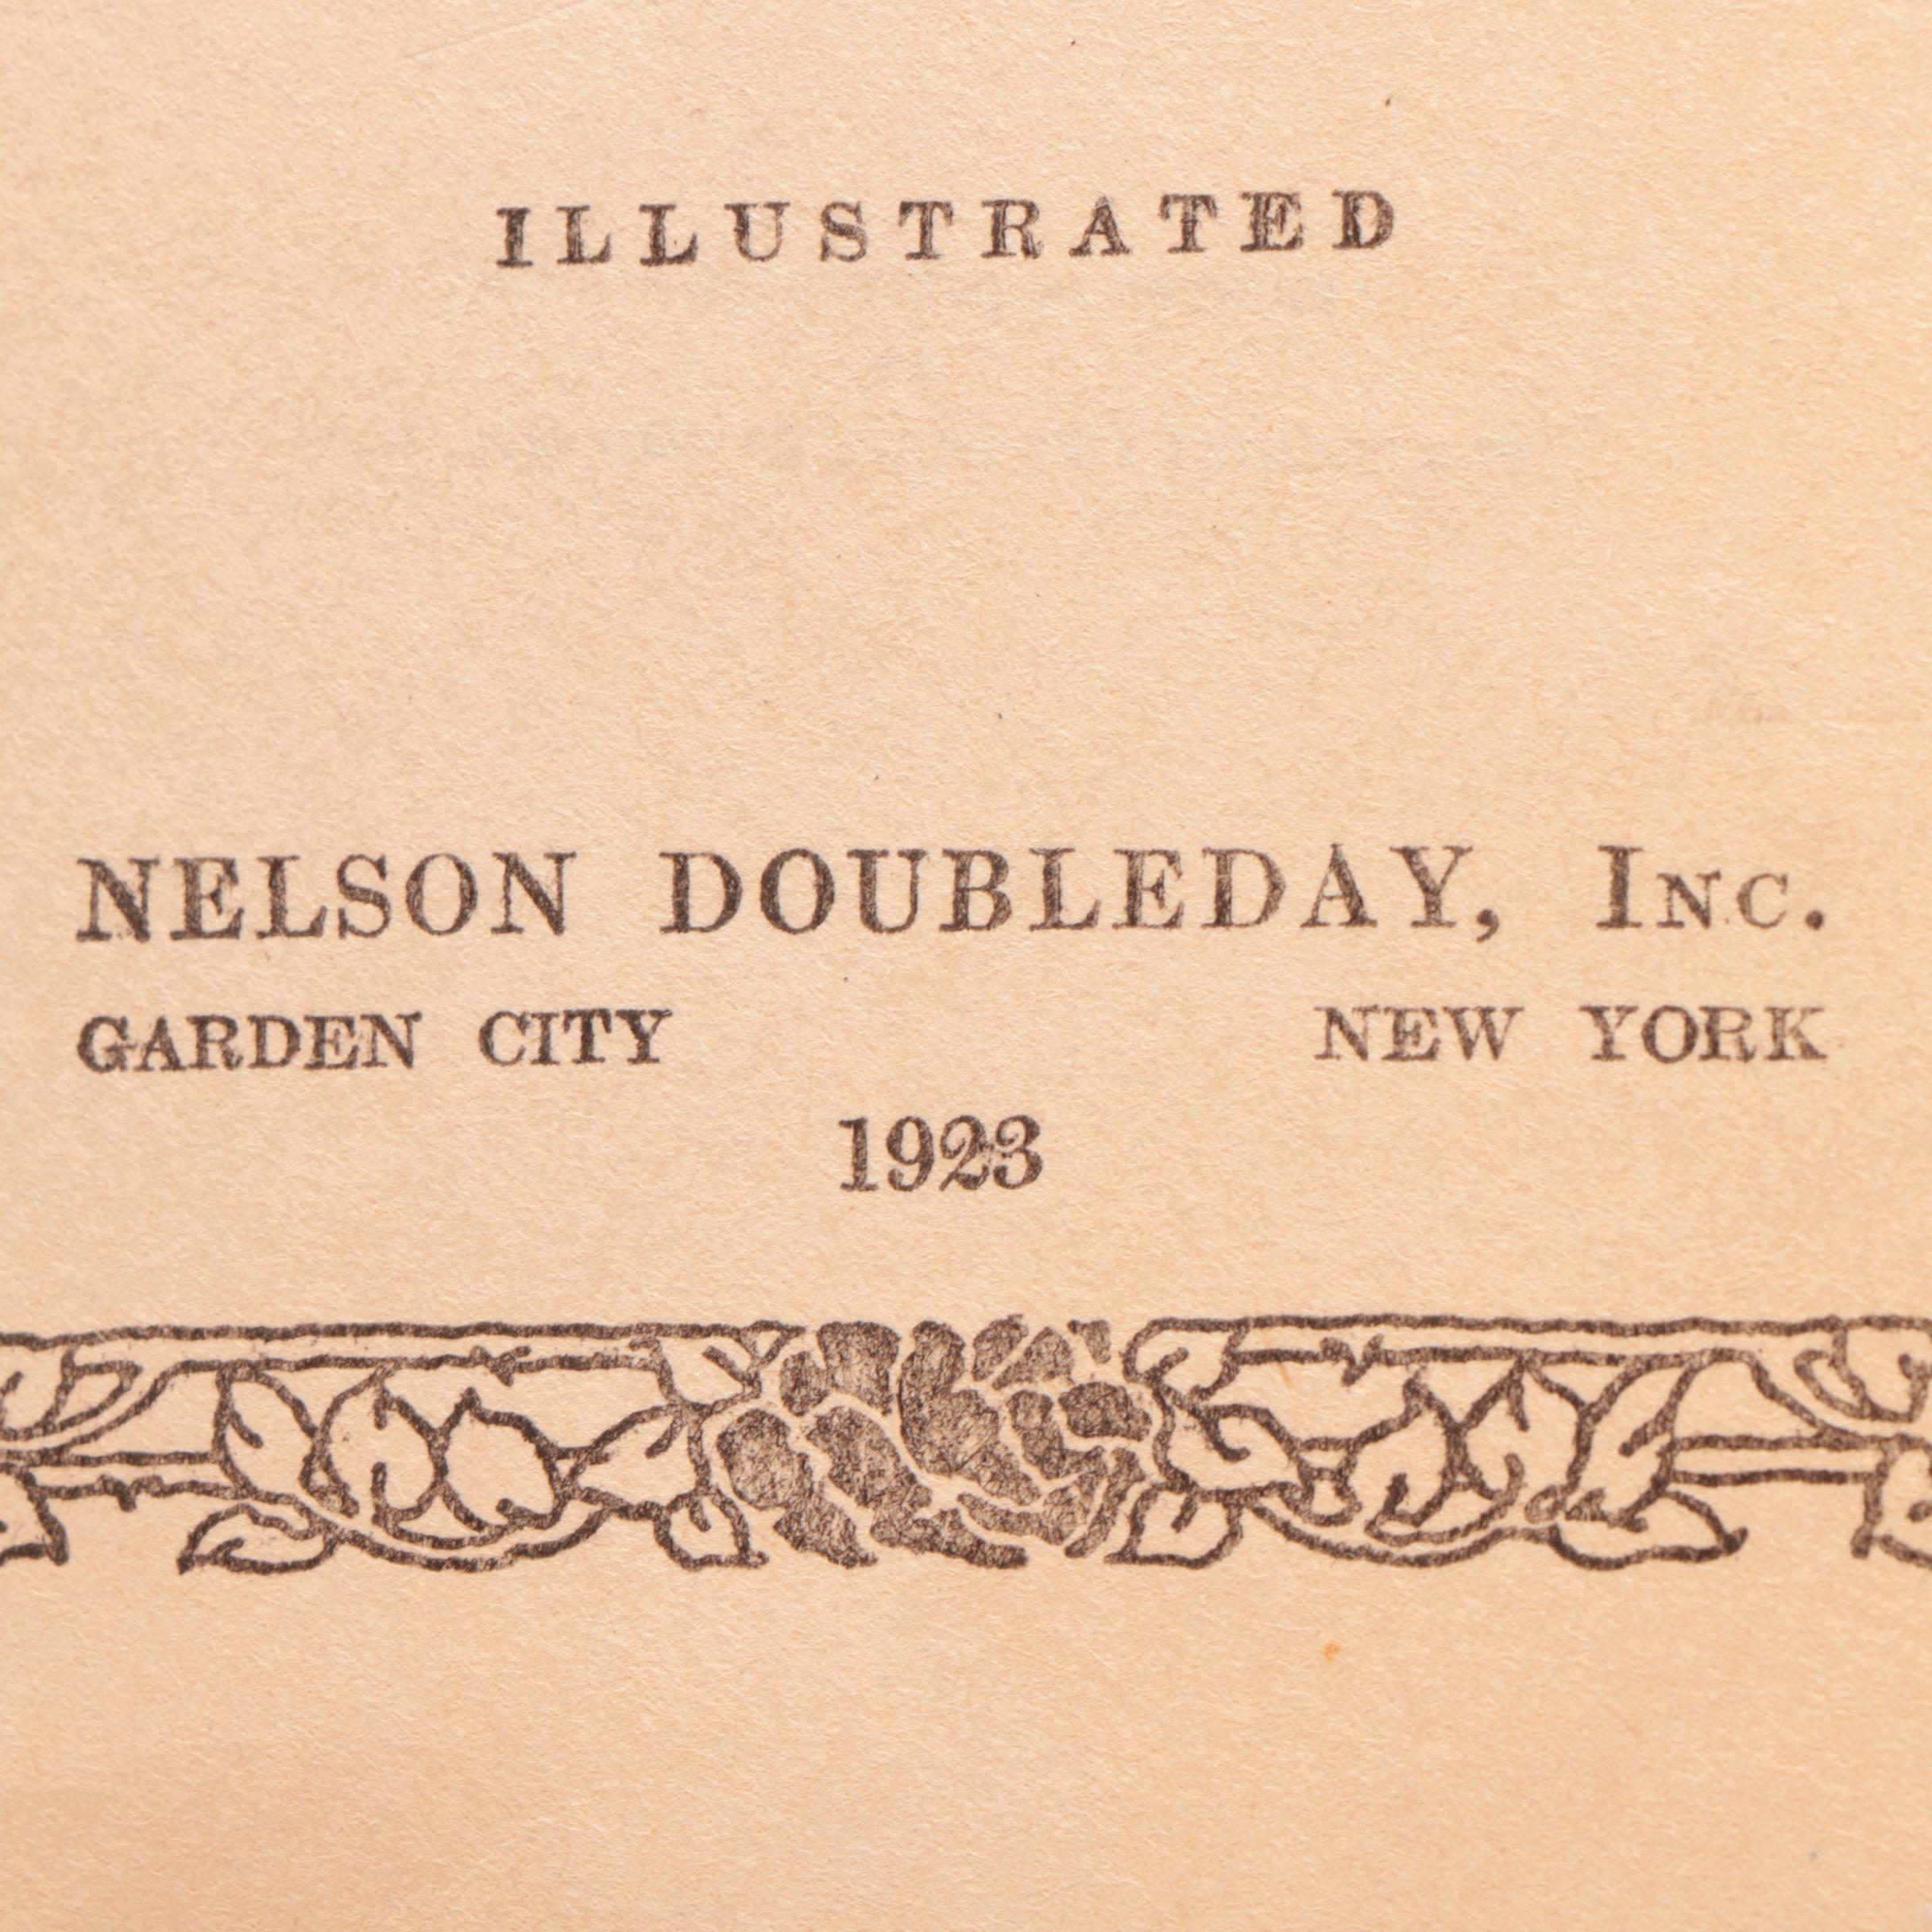 ILLUSTRATED
NELSON DOUBLEDAY, INC.
GARDEN CITY NEW YORK
1923